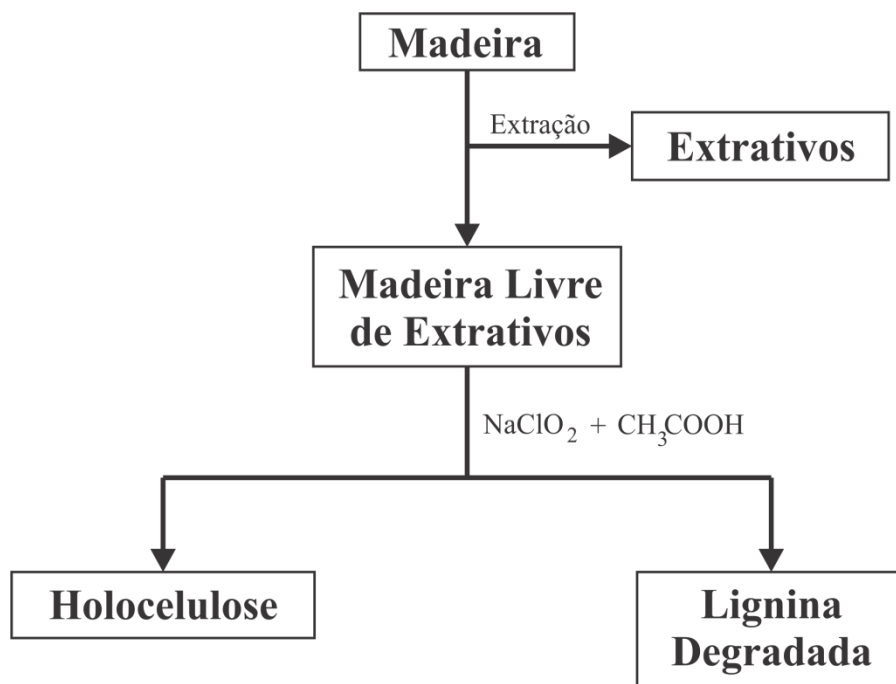 Madeira
Extração
Extrativos
Madeira Livre
de Extrativos
NaClO₂ + CH₃COOH
Holocelulose
Lignina
Degradada